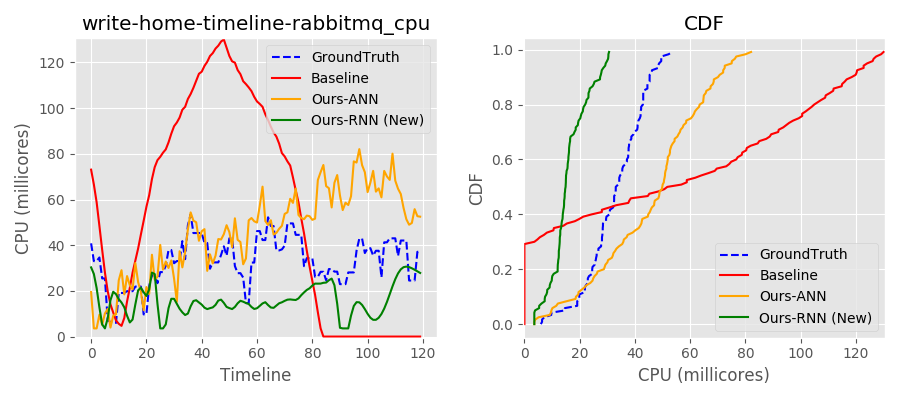 write-home-timeline-rabbitmq_cpu
CPU (millicores)
120
100
80
60
40
20
0
0 20 40 60 80 100 120
Timeline
GroundTruth
Baseline
Ours-ANN
Ours-RNN (New)
CDF
CDF
1.0
0.8
0.6
0.4
0.2
0.0
0 20 40 60 80 100 120
CPU (millicores)
GroundTruth
Baseline
Ours-ANN
Ours-RNN (New)